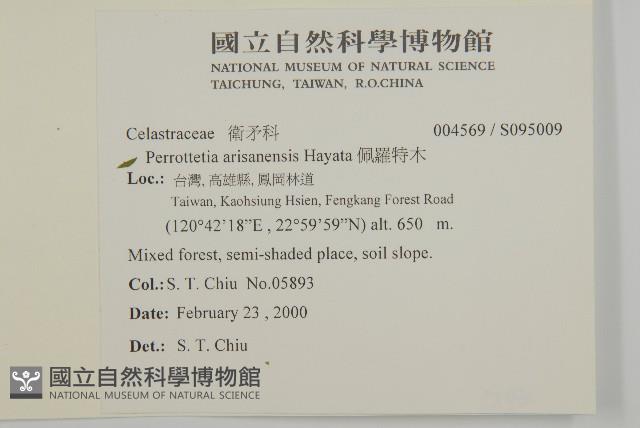 國立自然科學博物館
NATIONAL MUSEUM OF NATURAL SCIENCE
TAICHUNG, TAIWAN, R.O.CHINA
Celastraceae 衛矛科 004569 / S095009
Perrottetia arisanensis Hayata 佩羅特木
Loc.: 台灣, 高雄縣, 鳳岡林道
Taiwan, Kaohsiung Hsien, Fengkang Forest Road
(120°42'18”E , 22°59’59”N) alt. 650 m.
Mixed forest, semi-shaded place, soil slope.
Col.: S. T. Chiu No.05893
Date: February 23 , 2000
Det.: S. T. Chiu
國立自然科學博物館
NATIONAL MUSEUM OF NATURAL SCIENCE